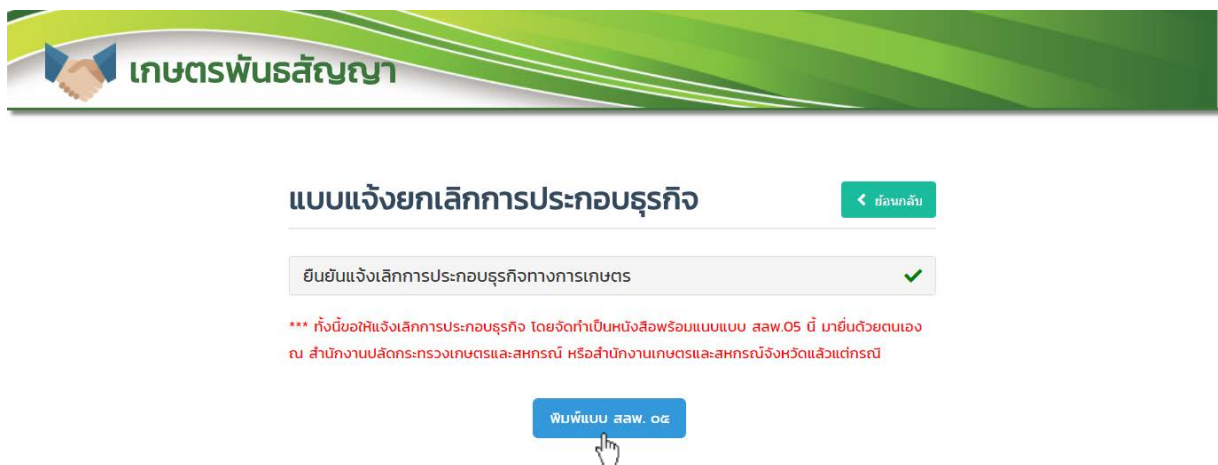 เกษตรพันธสัญญา
แบบแจ้งยกเลิกการประกอบธุรกิจ
ย้อนกลับ
ยืนยันแจ้งเลิกการประกอบธุรกิจทางการเกษตร
*** ทั้งนี้ขอให้แจ้งเลิกการประกอบธุรกิจ โดยจัดทำเป็นหนังสือพร้อมแนบแบบ สลพ.05 นี้ มายื่นด้วยตนเอง
ณ สำนักงานปลัดกระทรวงเกษตรและสหกรณ์ หรือสำนักงานเกษตรและสหกรณ์จังหวัดแล้วแต่กรณี
พิมพ์แบบ สลพ. ๐๕